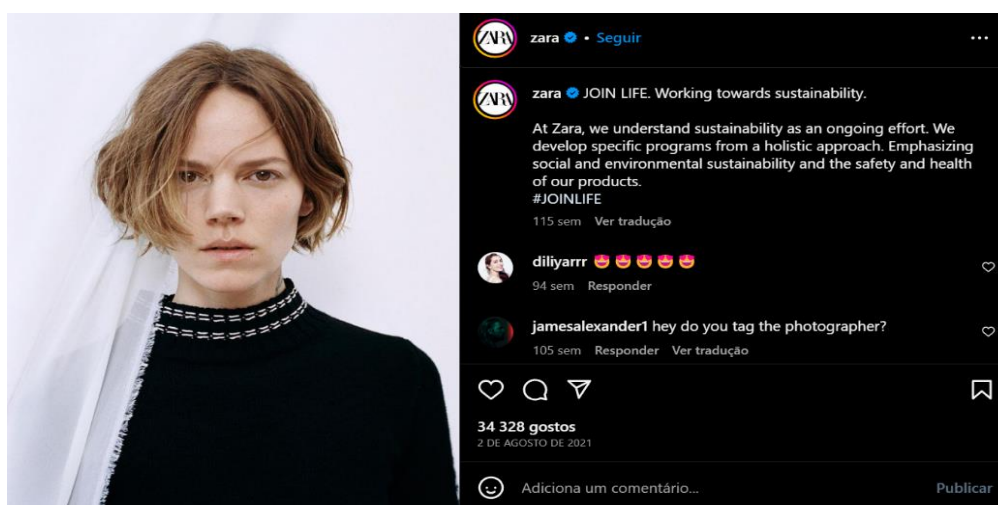 ZARA zara • Seguir
ZARA zara JOIN LIFE. Working towards sustainability.
At Zara, we understand sustainability as an ongoing effort. We
develop specific programs from a holistic approach. Emphasizing
social and environmental sustainability and the safety and health
of our products.
#JOINLIFE
115 sem Ver tradução
diliyarrr 🤩🤩🤩🤩🤩
94 sem Responder
jamesalexander1 hey do you tag the photographer?
105 sem Responder Ver tradução
34 328 gostos
2 DE AGOSTO DE 2021
Adiciona um comentário... Publicar